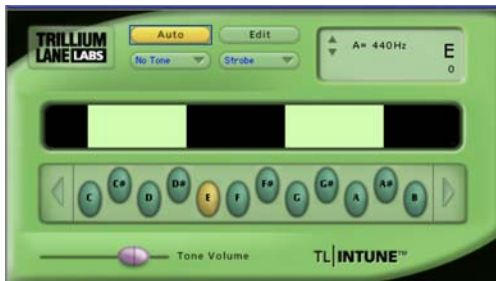 TRILLIUM
LANE LABS
Auto
Edit
No Tone
Strobe
A= 440Hz
E
0
C
C#
D
D#
E
F
F#
G
G#
A
A#
B
Tone Volume
TL|INTUNE™